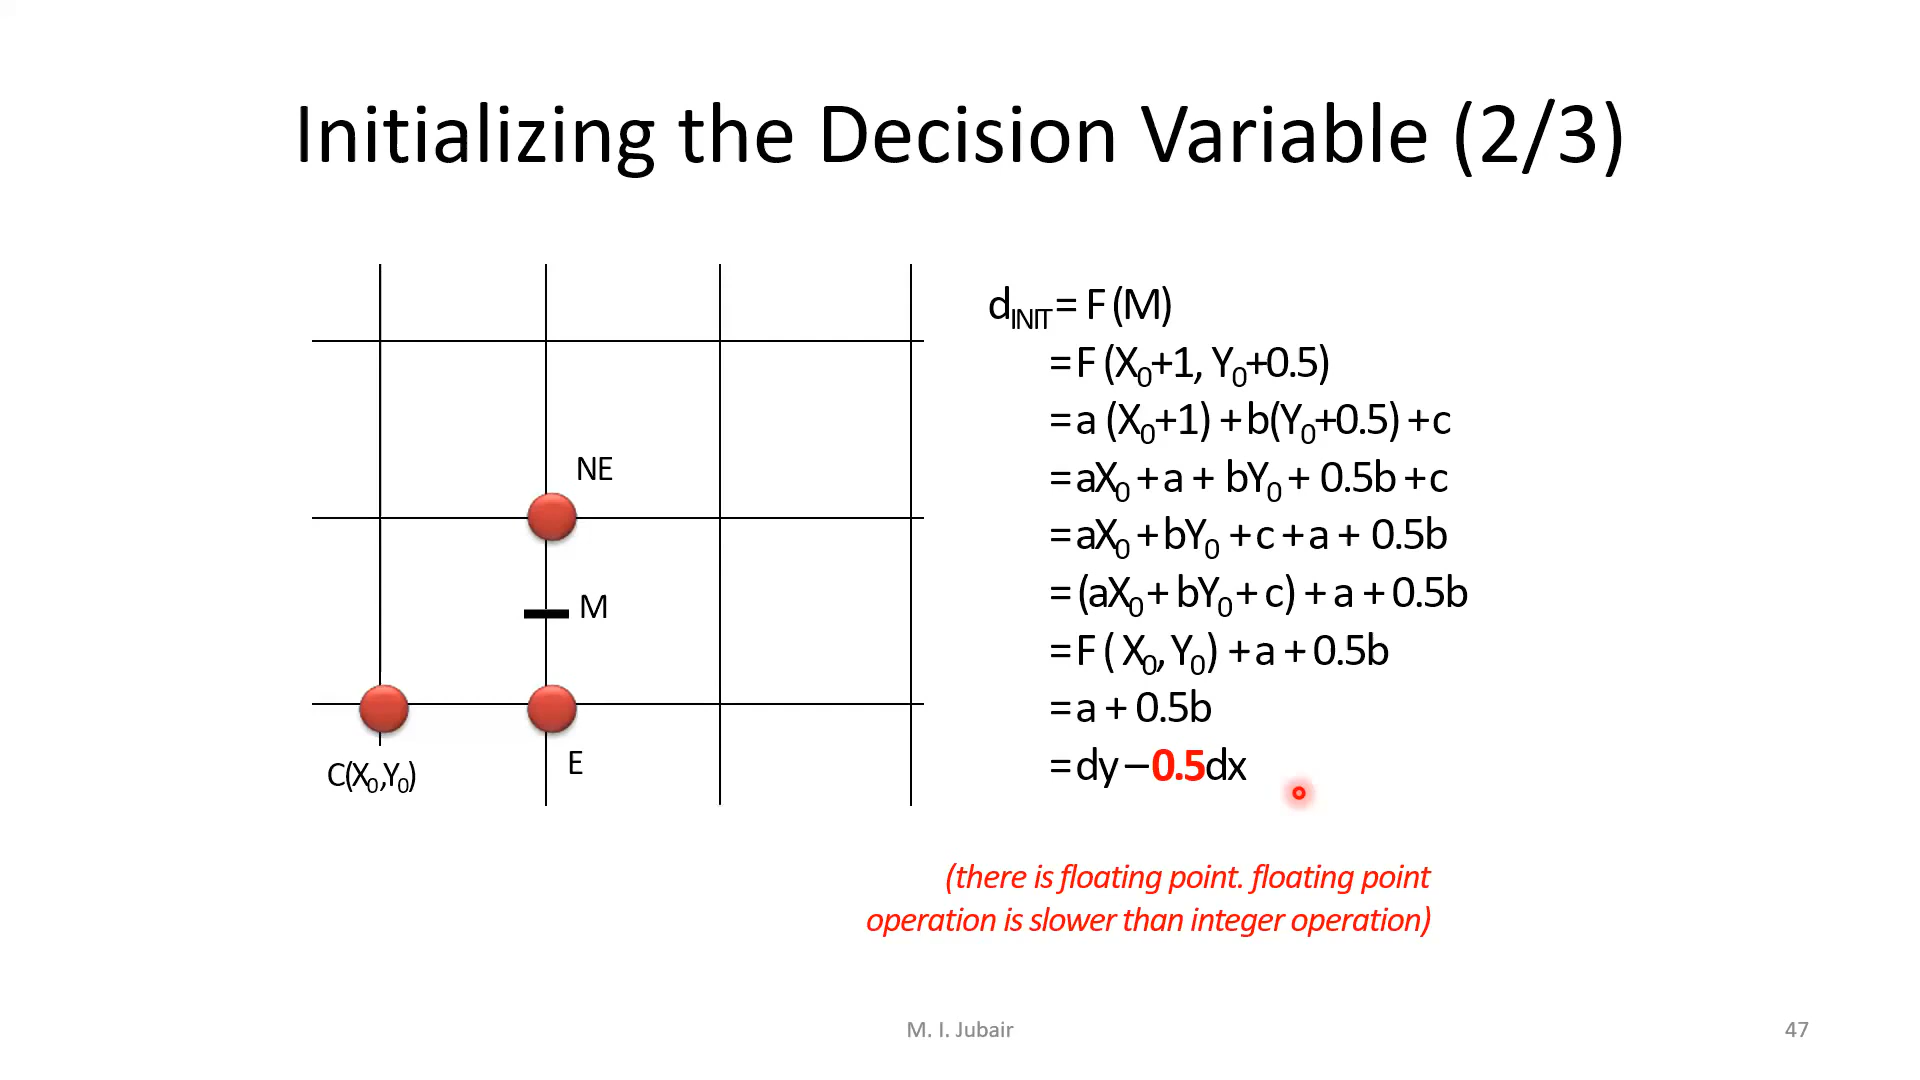 Initializing the Decision Variable (2/3)
NE
M
E
C(X₀,Y₀)
d_INIT = F (M)
= F (X₀+1, Y₀+0.5)
= a (X₀+1) + b(Y₀+0.5) + c
= aX₀ + a + bY₀ + 0.5b + c
= aX₀ + bY₀ + c + a + 0.5b
= (aX₀ + bY₀ + c) + a + 0.5b
= F ( X₀, Y₀) + a + 0.5b
= a + 0.5b
= dy – 0.5dx
(there is floating point. floating point
operation is slower than integer operation)
M. I. Jubair
47